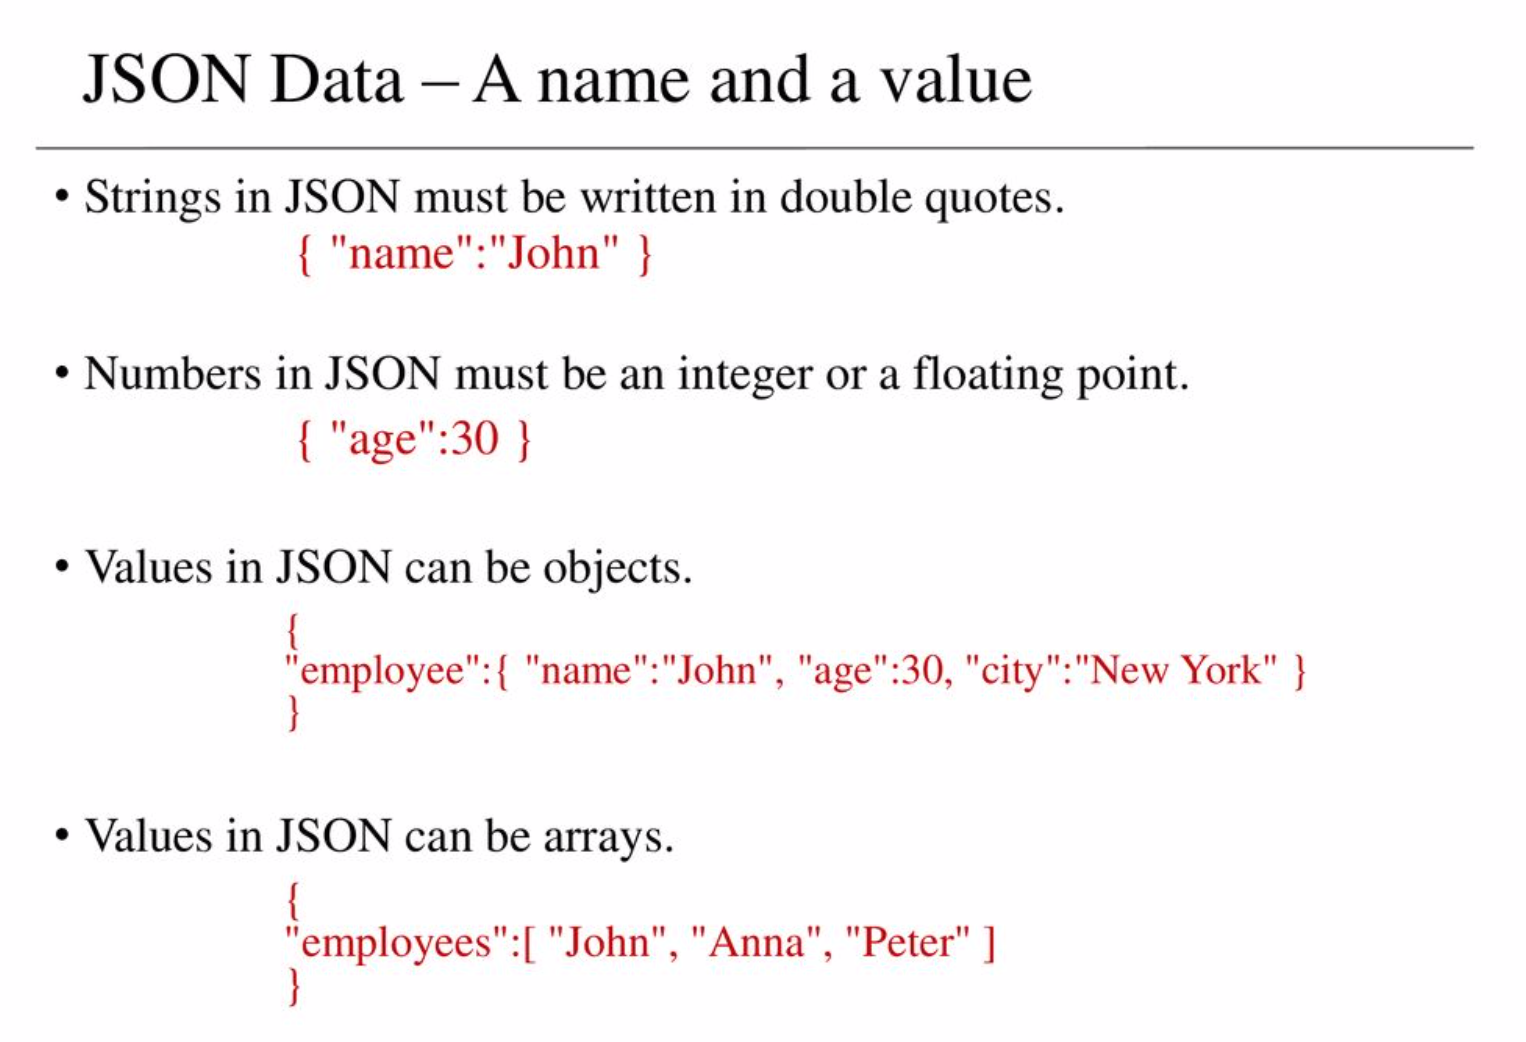 JSON Data – A name and a value
• Strings in JSON must be written in double quotes.
{ "name":"John" }
• Numbers in JSON must be an integer or a floating point.
{ "age":30 }
• Values in JSON can be objects.
{
"employee":{ "name":"John", "age":30, "city":"New York" }
}
• Values in JSON can be arrays.
{
"employees":[ "John", "Anna", "Peter" ]
}